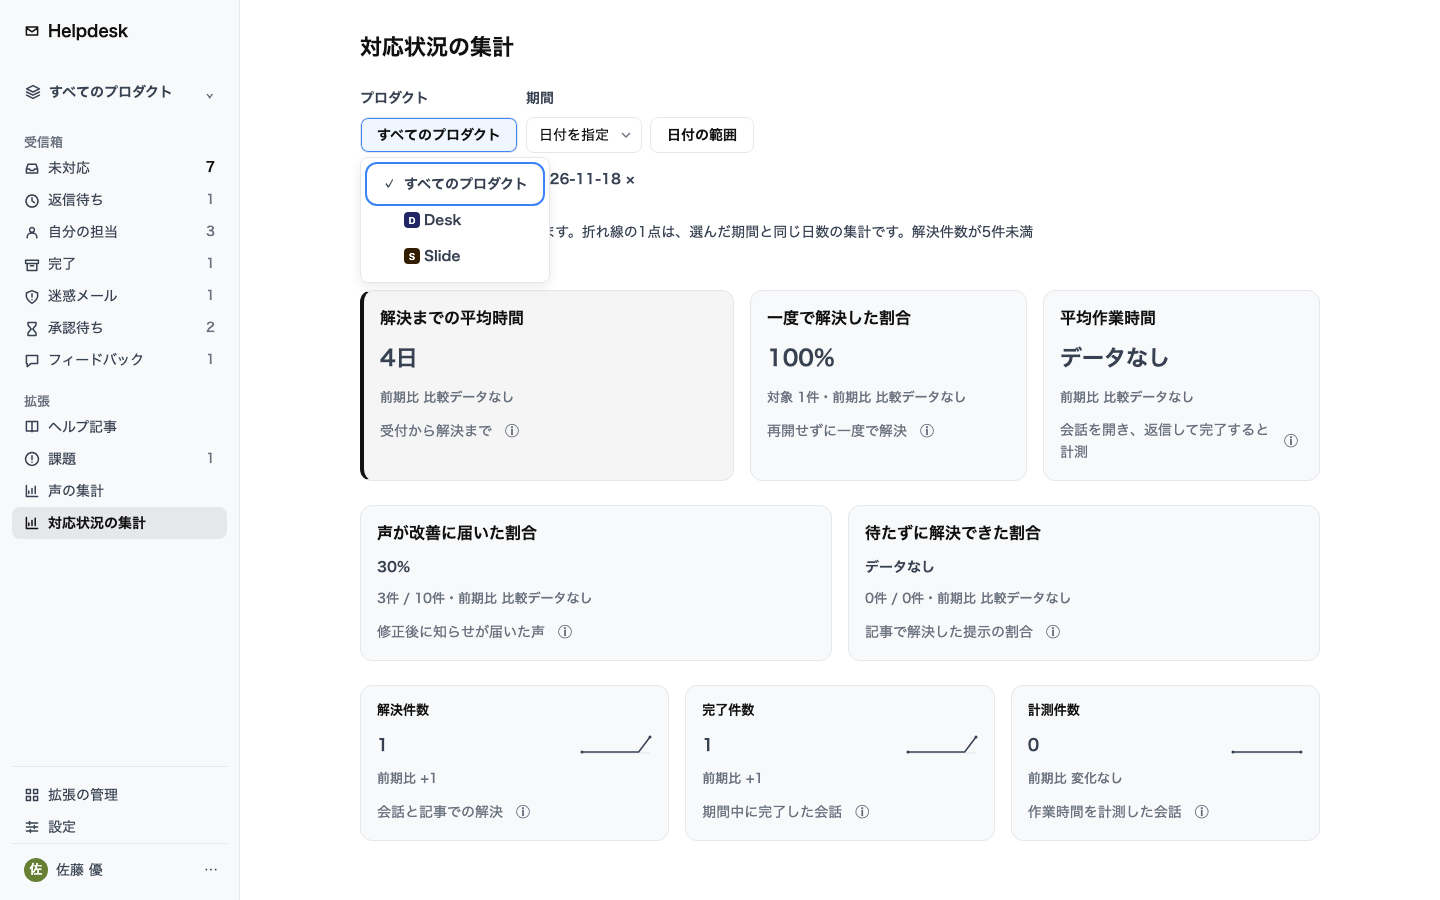 Helpdesk
すべてのプロダクト
受信箱
未対応 7
返信待ち 1
自分の担当 3
完了 1
迷惑メール 1
承認待ち 2
フィードバック 1
拡張
ヘルプ記事
課題 1
声の集計
対応状況の集計
拡張の管理
設定
佐 佐藤 優 …
対応状況の集計
プロダクト 期間
すべてのプロダクト 日付を指定 日付の範囲
✓ すべてのプロダクト
D Desk
S Slide
26-11-18 ×
ます。折れ線の1点は、選んだ期間と同じ日数の集計です。解決件数が5件未満
解決までの平均時間
4日
前期比 比較データなし
受付から解決まで
一度で解決した割合
100%
対象 1件・前期比 比較データなし
再開せずに一度で解決
平均作業時間
データなし
前期比 比較データなし
会話を開き、返信して完了すると
計測
声が改善に届いた割合
30%
3件 / 10件・前期比 比較データなし
修正後に知らせが届いた声
待たずに解決できた割合
データなし
0件 / 0件・前期比 比較データなし
記事で解決した提示の割合
解決件数
1
前期比 +1
会話と記事での解決
完了件数
1
前期比 +1
期間中に完了した会話
計測件数
0
前期比 変化なし
作業時間を計測した会話